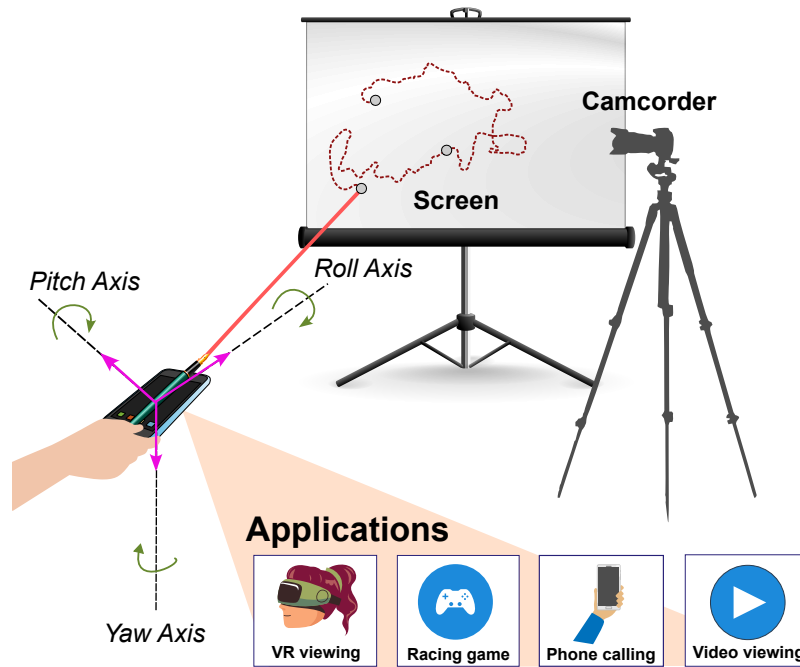 Camcorder
Screen
Pitch Axis
Roll Axis
Yaw Axis
Applications
VR viewing
Racing game
Phone calling
Video viewing